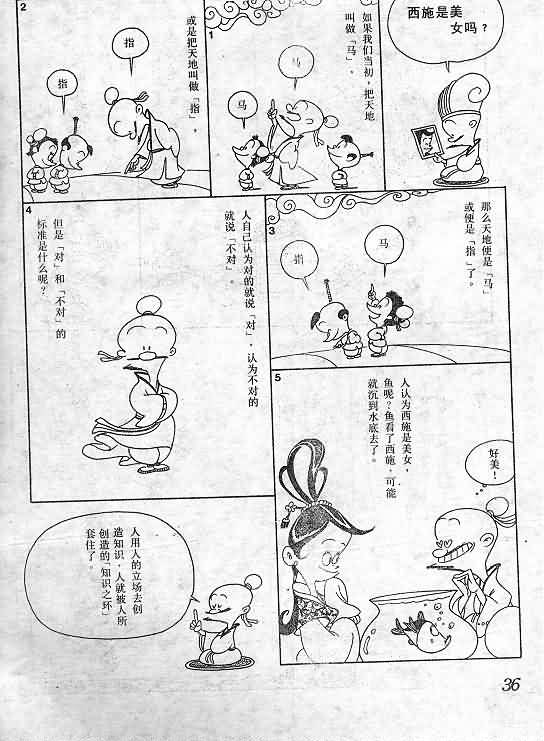 西施是美
女吗？
1
如果我们当初，把天地
叫做「马」。
马
马
2
或是把天地叫做「指」，
指
指
3
那么天地便是「马」
或便是「指」了。
马
指
4
人自己认为对的就说「对」，认为不对的
就说「不对」。
但是「对」和「不对」的
标准是什么呢？
5
人认为西施是美女，
鱼呢？鱼看了西施，可能
就沉到水底去了。
好美！
人用人的立场去创
造知识，人就被人所
创造的「知识之环」
套住了。
36